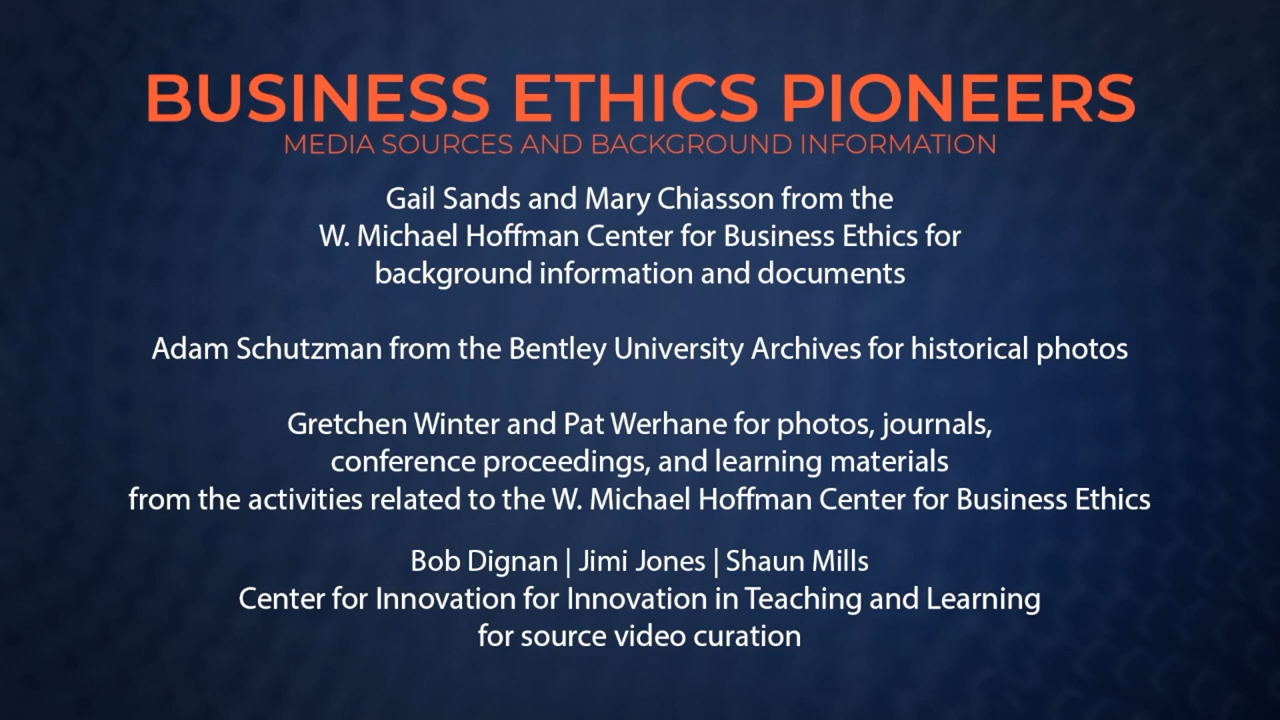 BUSINESS ETHICS PIONEERS
MEDIA SOURCES AND BACKGROUND INFORMATION
Gail Sands and Mary Chiasson from the
W. Michael Hoffman Center for Business Ethics for
background information and documents
Adam Schutzman from the Bentley University Archives for historical photos
Gretchen Winter and Pat Werhane for photos, journals,
conference proceedings, and learning materials
from the activities related to the W. Michael Hoffman Center for Business Ethics
Bob Dignan | Jimi Jones | Shaun Mills
Center for Innovation for Innovation in Teaching and Learning
for source video curation